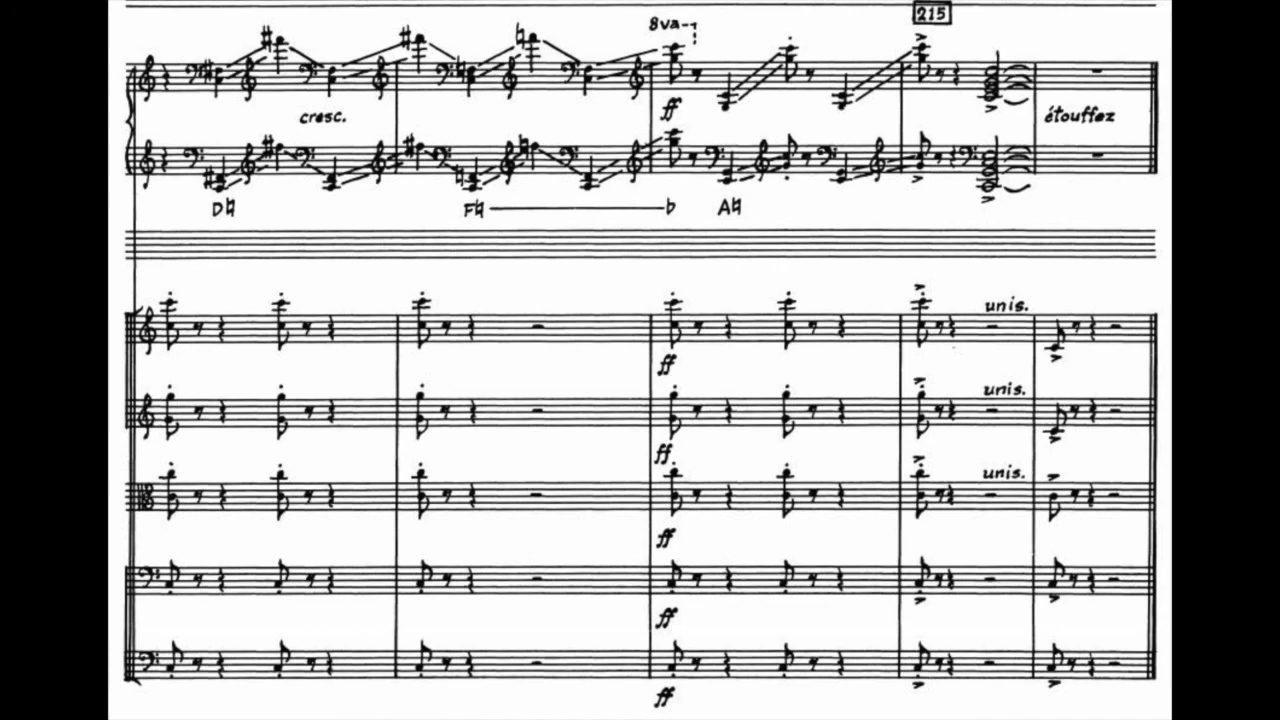 215
8va
cresc.
ff
étouffez
D♮
F♮ ♭
A♮
unis.
ff
unis.
ff
unis.
ff
ff
ff